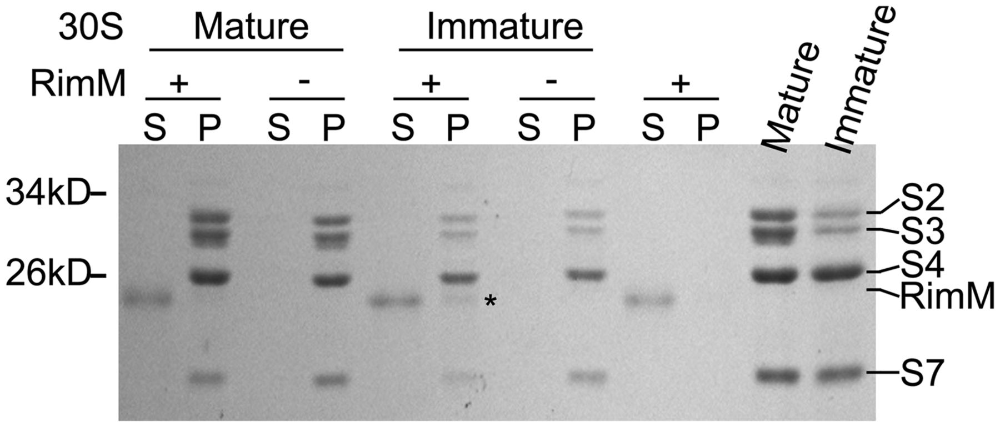 30S Mature Immature
RimM + - + - +
S P S P S P S P S P Mature Immature
34kD
S2
S3
26kD
S4
RimM
*
S7